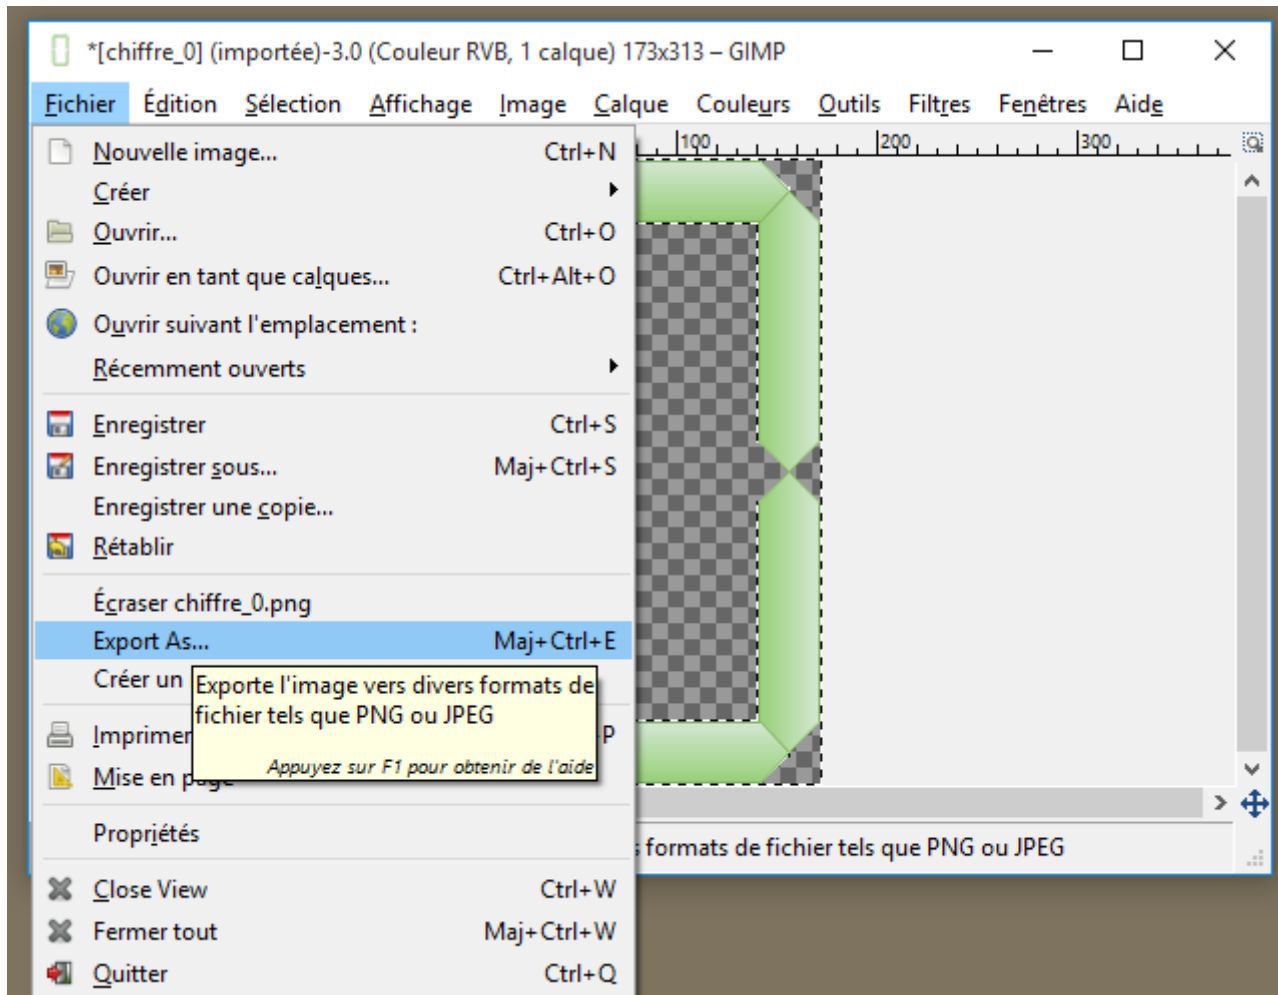 *[chiffre_0] (importée)-3.0 (Couleur RVB, 1 calque) 173x313 – GIMP
Fichier Édition Sélection Affichage Image Calque Couleurs Outils Filtres Fenêtres Aide
100 200 300
Nouvelle image... Ctrl+N
Créer
Ouvrir... Ctrl+O
Ouvrir en tant que calques... Ctrl+Alt+O
Ouvrir suivant l'emplacement :
Récemment ouverts
Enregistrer Ctrl+S
Enregistrer sous... Maj+Ctrl+S
Enregistrer une copie...
Rétablir
Écraser chiffre_0.png
Export As... Maj+Ctrl+E
Créer un
Exporte l'image vers divers formats de
fichier tels que PNG ou JPEG
Appuyez sur F1 pour obtenir de l'aide
Imprimer P
Mise en page
Propriétés
formats de fichier tels que PNG ou JPEG
Close View Ctrl+W
Fermer tout Maj+Ctrl+W
Quitter Ctrl+Q